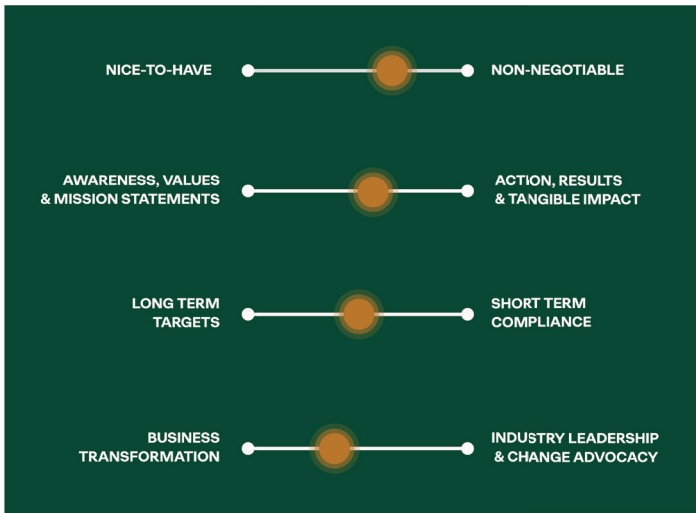 NICE-TO-HAVE
NON-NEGOTIABLE
AWARENESS, VALUES
& MISSION STATEMENTS
ACTION, RESULTS
& TANGIBLE IMPACT
LONG TERM
TARGETS
SHORT TERM
COMPLIANCE
BUSINESS
TRANSFORMATION
INDUSTRY LEADERSHIP
& CHANGE ADVOCACY